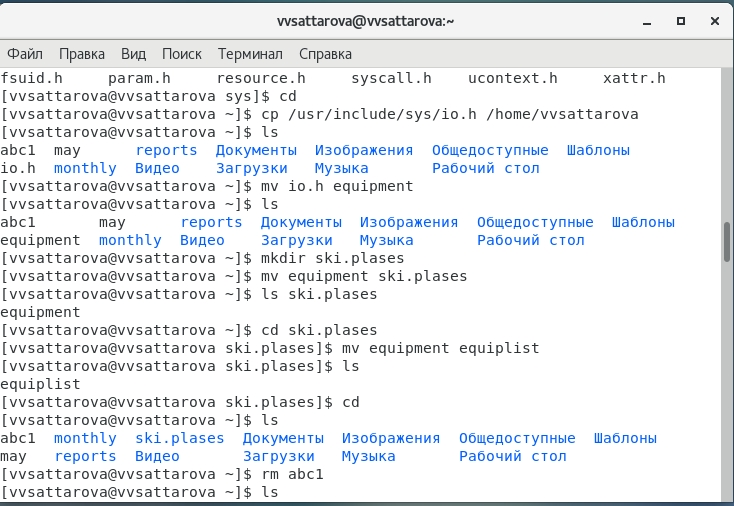 vvsattarova@vvsattarova:~
Файл Правка Вид Поиск Терминал Справка
fsuid.h     param.h     resource.h     syscall.h    ucontext.h     xattr.h
[vvsattarova@vvsattarova sys]$ cd
[vvsattarova@vvsattarova ~]$ cp /usr/include/sys/io.h /home/vvsattarova
[vvsattarova@vvsattarova ~]$ ls
abc1  may      reports  Документы  Изображения  Общедоступные  Шаблоны
io.h  monthly  Видео    Загрузки   Музыка       Рабочий стол
[vvsattarova@vvsattarova ~]$ mv io.h equipment
[vvsattarova@vvsattarova ~]$ ls
abc1       may      reports  Документы  Изображения  Общедоступные  Шаблоны
equipment  monthly  Видео    Загрузки   Музыка       Рабочий стол
[vvsattarova@vvsattarova ~]$ mkdir ski.plases
[vvsattarova@vvsattarova ~]$ mv equipment ski.plases
[vvsattarova@vvsattarova ~]$ ls ski.plases
equipment
[vvsattarova@vvsattarova ~]$ cd ski.plases
[vvsattarova@vvsattarova ski.plases]$ mv equipment equiplist
[vvsattarova@vvsattarova ski.plases]$ ls
equiplist
[vvsattarova@vvsattarova ski.plases]$ cd
[vvsattarova@vvsattarova ~]$ ls
abc1  monthly  ski.plases  Документы  Изображения  Общедоступные  Шаблоны
may   reports  Видео       Загрузки   Музыка       Рабочий стол
[vvsattarova@vvsattarova ~]$ rm abc1
[vvsattarova@vvsattarova ~]$ ls